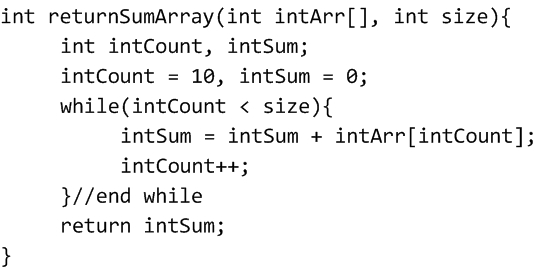 int returnSumArray(int intArr[], int size){
int intCount, intSum;
intCount = 10, intSum = 0;
while(intCount < size){
intSum = intSum + intArr[intCount];
intCount++;
}//end while
return intSum;
}